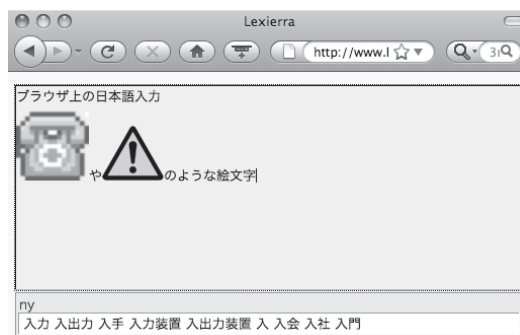 Lexierra
http://www.l
ブラウザ上の日本語入力
や のような絵文字
ny
入力 入出力 入手 入力装置 入出力装置 入 入会 入社 入門